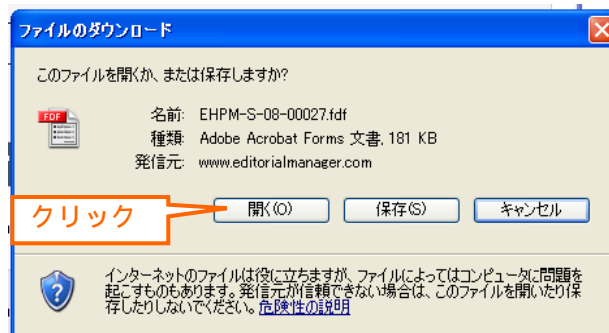 ファイルのダウンロード
このファイルを開くか、または保存しますか?
FDF
名前: EHPM-S-08-00027.fdf
種類: Adobe Acrobat Forms 文書, 181 KB
発信元: www.editorialmanager.com
クリック
開く(O) 保存(S) キャンセル
インターネットのファイルは役に立ちますが、ファイルによってはコンピュータに問題を
起こすものもあります。発信元が信頼できない場合は、このファイルを開いたり保
存したりしないでください。危険性の説明